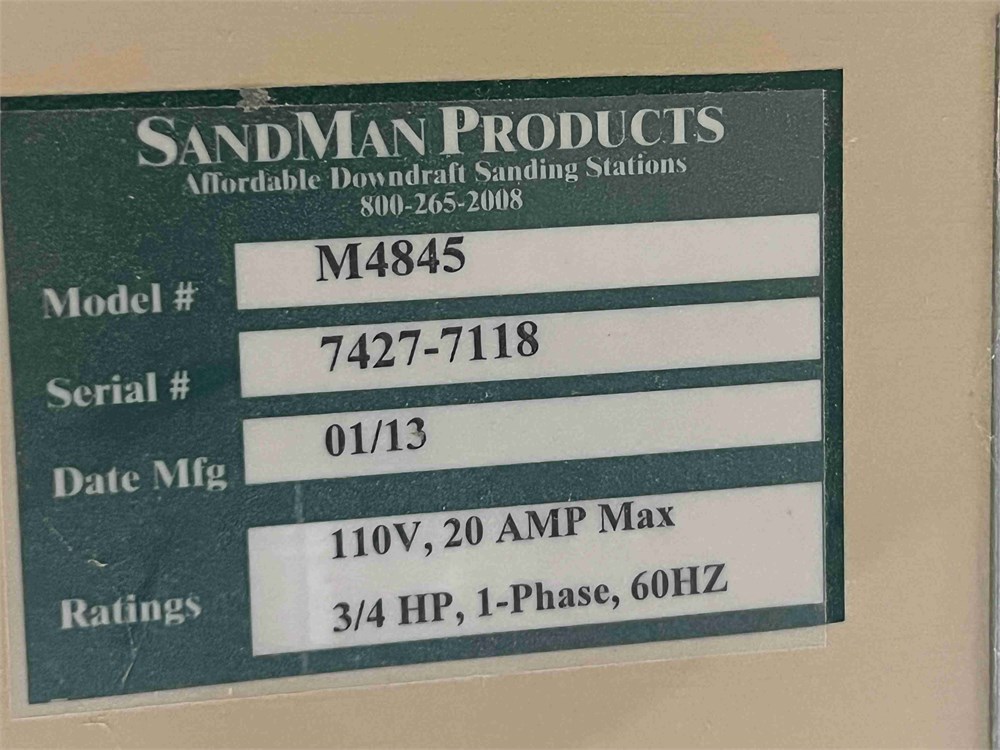 SANDMAN PRODUCTS
Affordable Downdraft Sanding Stations
800-265-2008
Model # M4845
Serial # 7427-7118
Date Mfg 01/13
Ratings 110V, 20 AMP Max
3/4 HP, 1-Phase, 60HZ